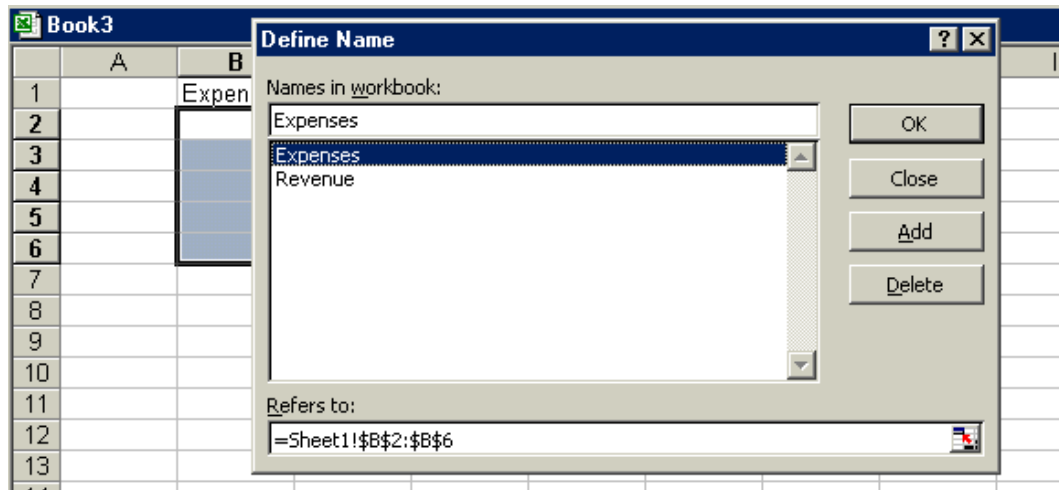 Book3
Define Name
A B I
1 Expen
2
3
4
5
6
7
8
9
10
11
12
13
Names in workbook:
Expenses
Expenses
Revenue
OK
Close
Add
Delete
Refers to:
=Sheet1!$B$2:$B$6